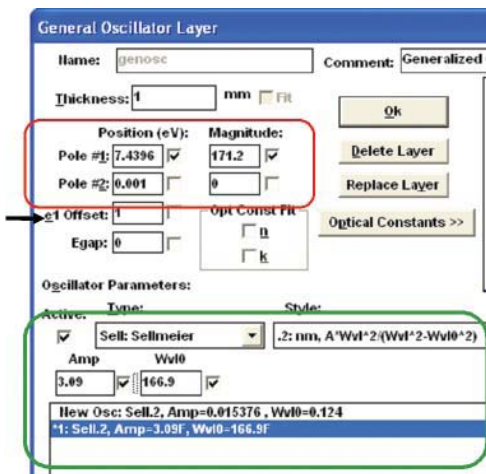 General Oscillator Layer
Name: genosc Comment: Generalized
Thickness: 1 mm Fit
Ok
Position (eV): Magnitude:
Pole #1: 7.4396 171.2
Delete Layer
Pole #2: 0.001 0
Replace Layer
e1 Offset: 1 Opt Const Fit
n
Optical Constants >>
Egap: 0
k
Oscillator Parameters:
Active: Type: Style:
Sell: Sellmeier .2: nm, A*Wvl^2/(Wvl^2-Wvl0^2)
Amp Wvl0
3.09 166.9
New Osc: Sell.2, Amp=0.015376 , Wvl0=0.124
*1: Sell.2, Amp=3.09F, Wvl0=166.9F